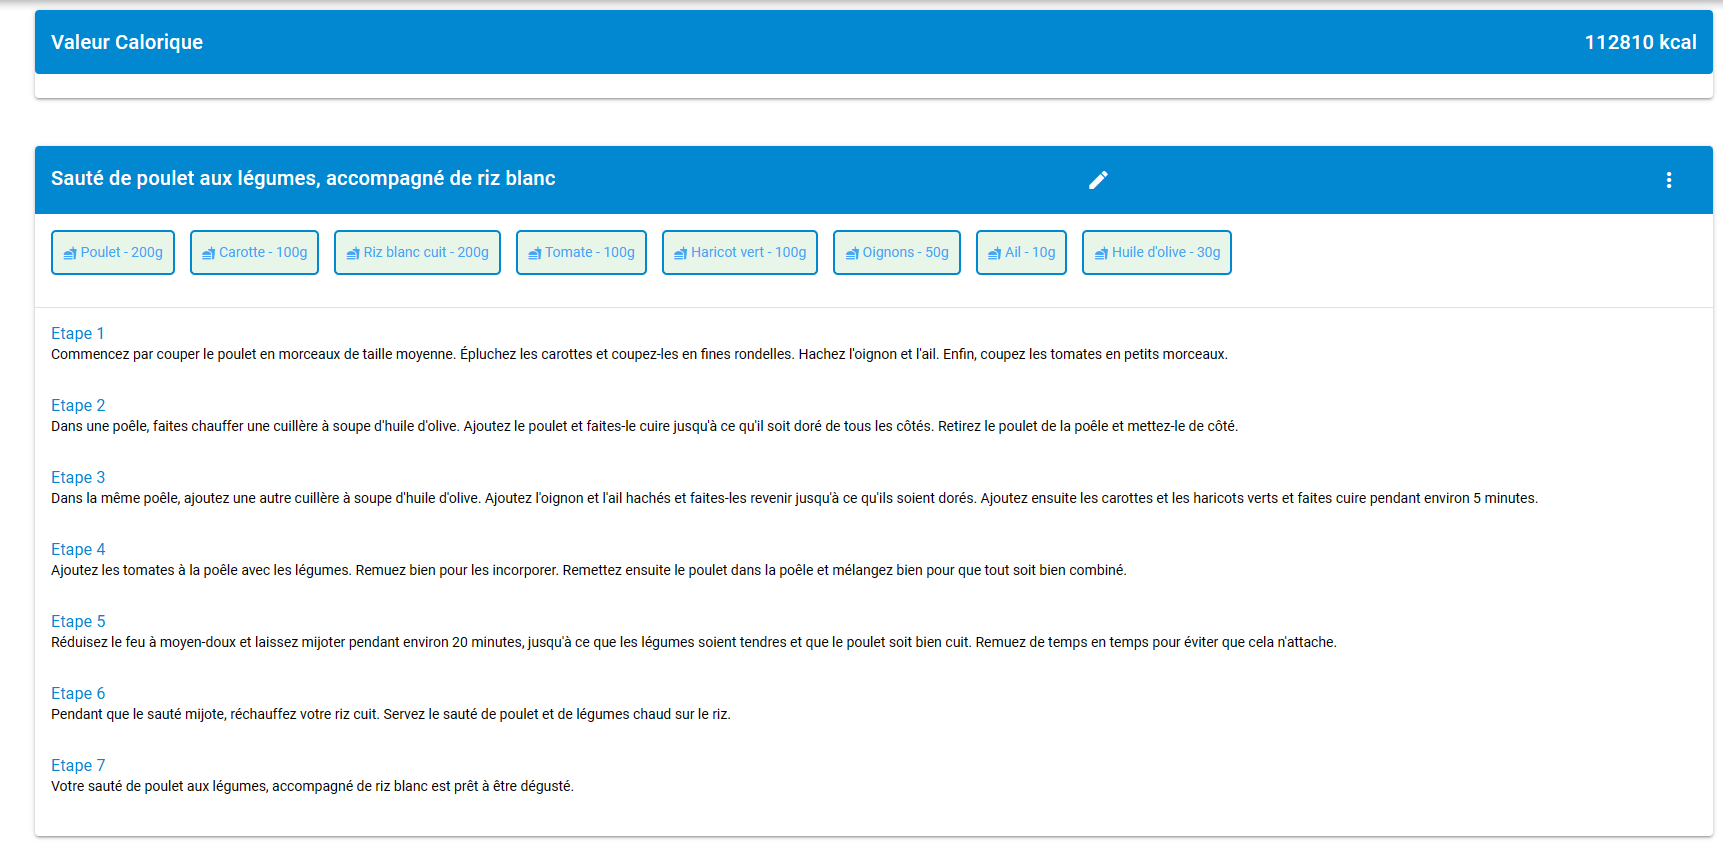 Valeur Calorique 112810 kcal
Sauté de poulet aux légumes, accompagné de riz blanc
Poulet - 200g Carotte - 100g Riz blanc cuit - 200g Tomate - 100g Haricot vert - 100g Oignons - 50g Ail - 10g Huile d'olive - 30g
Etape 1
Commencez par couper le poulet en morceaux de taille moyenne. Épluchez les carottes et coupez-les en fines rondelles. Hachez l'oignon et l'ail. Enfin, coupez les tomates en petits morceaux.
Etape 2
Dans une poêle, faites chauffer une cuillère à soupe d'huile d'olive. Ajoutez le poulet et faites-le cuire jusqu'à ce qu'il soit doré de tous les côtés. Retirez le poulet de la poêle et mettez-le de côté.
Etape 3
Dans la même poêle, ajoutez une autre cuillère à soupe d'huile d'olive. Ajoutez l'oignon et l'ail hachés et faites-les revenir jusqu'à ce qu'ils soient dorés. Ajoutez ensuite les carottes et les haricots verts et faites cuire pendant environ 5 minutes.
Etape 4
Ajoutez les tomates à la poêle avec les légumes. Remuez bien pour les incorporer. Remettez ensuite le poulet dans la poêle et mélangez bien pour que tout soit bien combiné.
Etape 5
Réduisez le feu à moyen-doux et laissez mijoter pendant environ 20 minutes, jusqu'à ce que les légumes soient tendres et que le poulet soit bien cuit. Remuez de temps en temps pour éviter que cela n'attache.
Etape 6
Pendant que le sauté mijote, réchauffez votre riz cuit. Servez le sauté de poulet et de légumes chaud sur le riz.
Etape 7
Votre sauté de poulet aux légumes, accompagné de riz blanc est prêt à être dégusté.